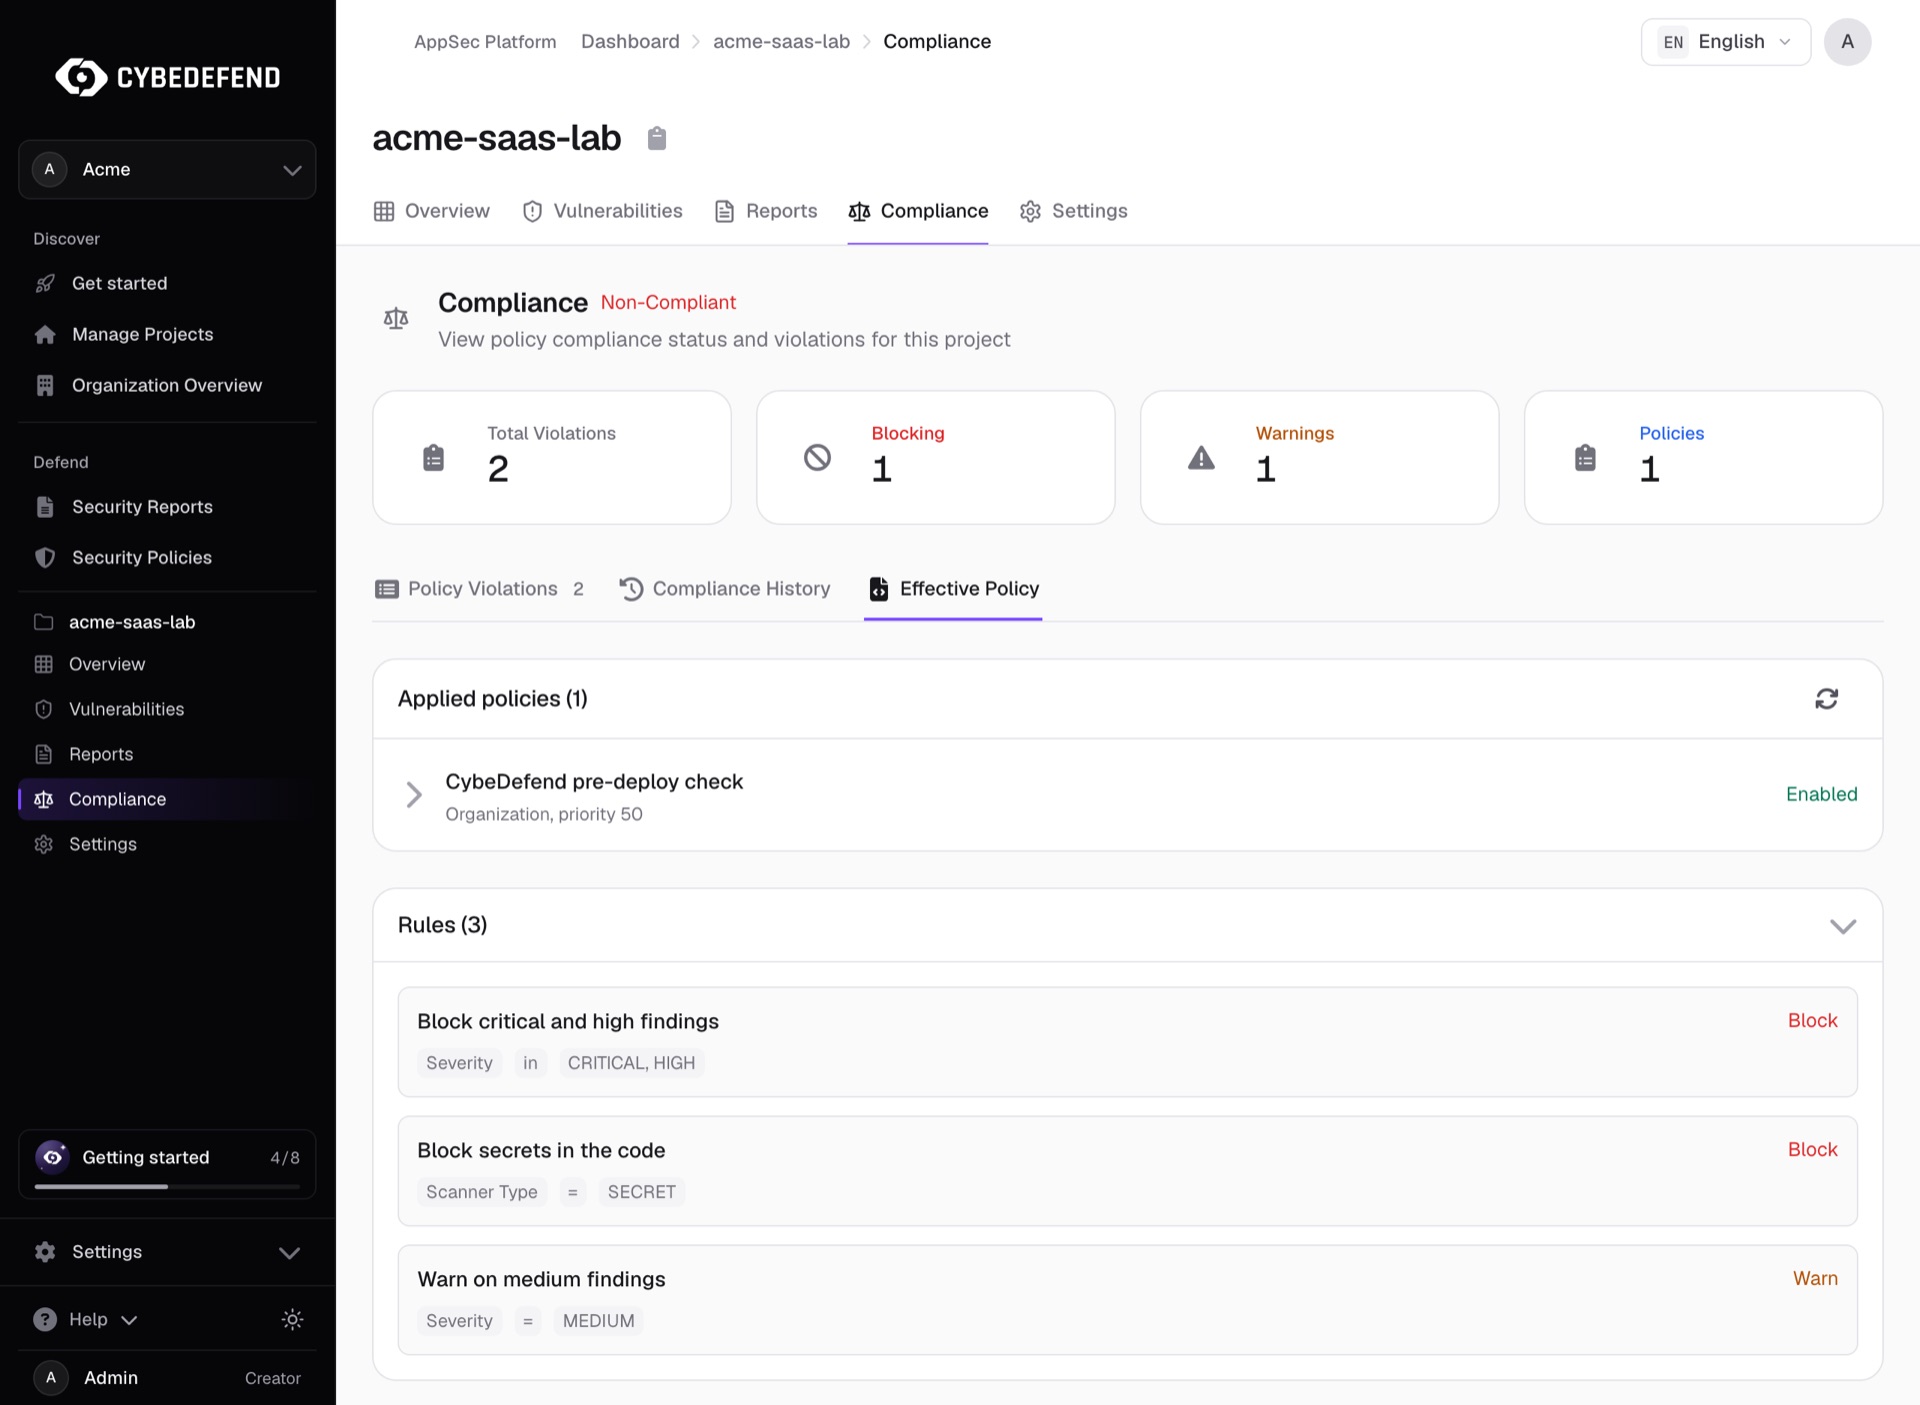 CYBEDEFEND
A Acme
Discover
Get started
Manage Projects
Organization Overview
Defend
Security Reports
Security Policies
acme-saas-lab
Overview
Vulnerabilities
Reports
Compliance
Settings
Getting started 4/8
Settings
? Help
A Admin Creator
AppSec Platform Dashboard acme-saas-lab Compliance
EN English A
acme-saas-lab
Overview Vulnerabilities Reports Compliance Settings
Compliance Non-Compliant
View policy compliance status and violations for this project
Total Violations
2
Blocking
1
Warnings
1
Policies
1
Policy Violations 2 Compliance History Effective Policy
Applied policies (1)
CybeDefend pre-deploy check
Organization, priority 50
Enabled
Rules (3)
Block critical and high findings Block
Severity in CRITICAL, HIGH
Block secrets in the code Block
Scanner Type = SECRET
Warn on medium findings Warn
Severity = MEDIUM